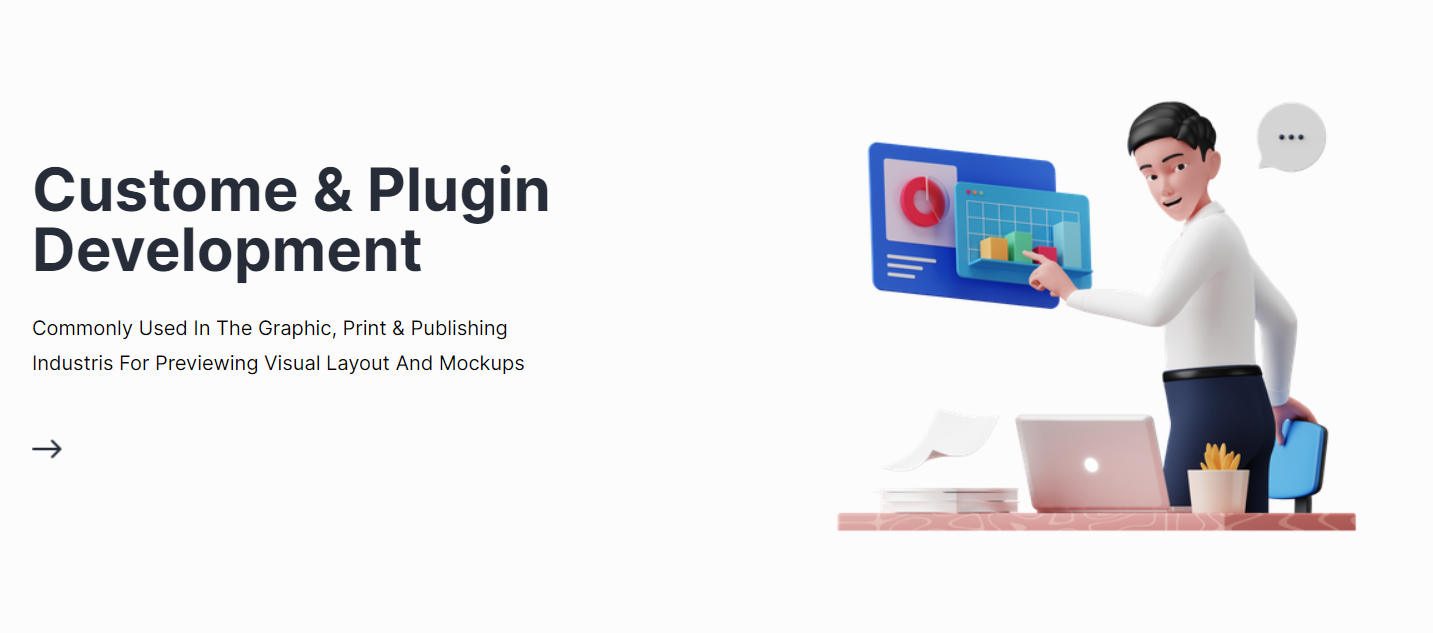 Custome & Plugin
Development
Commonly Used In The Graphic, Print & Publishing
Industris For Previewing Visual Layout And Mockups